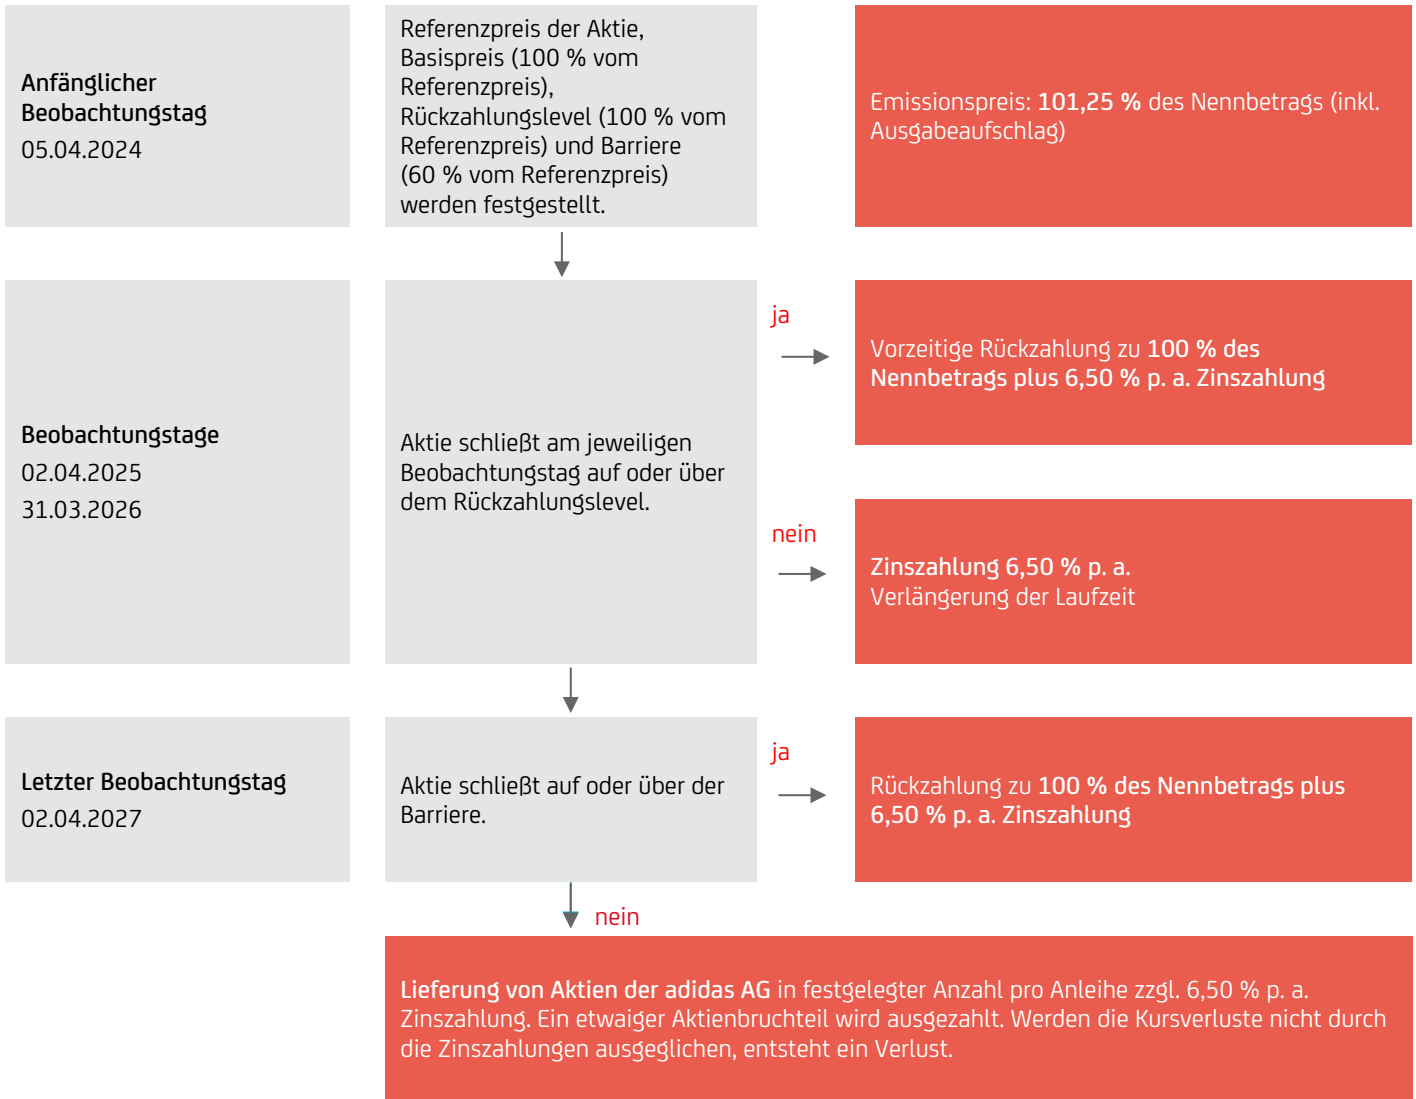 Anfänglicher
Beobachtungstag
05.04.2024
Referenzpreis der Aktie,
Basispreis (100 % vom
Referenzpreis),
Rückzahlungslevel (100 % vom
Referenzpreis) und Barriere
(60 % vom Referenzpreis)
werden festgestellt.
Emissionspreis: 101,25 % des Nennbetrags (inkl.
Ausgabeaufschlag)
Beobachtungstage
02.04.2025
31.03.2026
Aktie schließt am jeweiligen
Beobachtungstag auf oder über
dem Rückzahlungslevel.
ja
Vorzeitige Rückzahlung zu 100 % des
Nennbetrags plus 6,50 % p. a. Zinszahlung
nein
Zinszahlung 6,50 % p. a.
Verlängerung der Laufzeit
Letzter Beobachtungstag
02.04.2027
Aktie schließt auf oder über der
Barriere.
ja
Rückzahlung zu 100 % des Nennbetrags plus
6,50 % p. a. Zinszahlung
nein
Lieferung von Aktien der adidas AG in festgelegter Anzahl pro Anleihe zzgl. 6,50 % p. a.
Zinszahlung. Ein etwaiger Aktienbruchteil wird ausgezahlt. Werden die Kursverluste nicht durch
die Zinszahlungen ausgeglichen, entsteht ein Verlust.